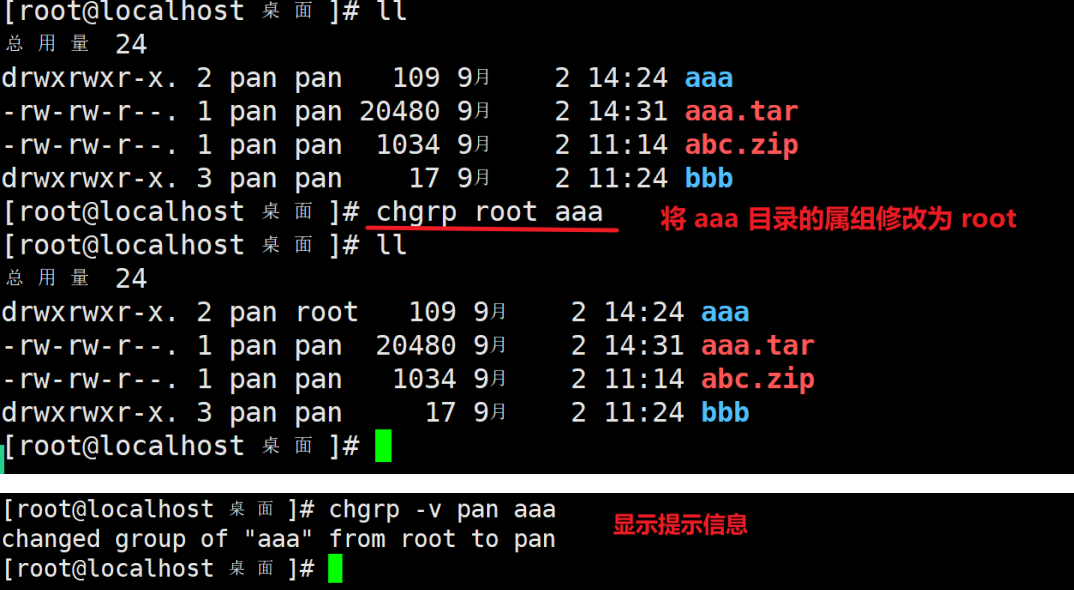 [root@localhost 桌面]# ll
总用量 24
drwxrwxr-x. 2 pan pan   109 9月    2 14:24 aaa
-rw-rw-r--. 1 pan pan 20480 9月    2 14:31 aaa.tar
-rw-rw-r--. 1 pan pan  1034 9月    2 11:14 abc.zip
drwxrwxr-x. 3 pan pan    17 9月    2 11:24 bbb
[root@localhost 桌面]# chgrp root aaa 将 aaa 目录的属组修改为 root
[root@localhost 桌面]# ll
总用量 24
drwxrwxr-x. 2 pan root   109 9月    2 14:24 aaa
-rw-rw-r--. 1 pan pan  20480 9月    2 14:31 aaa.tar
-rw-rw-r--. 1 pan pan   1034 9月    2 11:14 abc.zip
drwxrwxr-x. 3 pan pan     17 9月    2 11:24 bbb
[root@localhost 桌面]#
[root@localhost 桌面]# chgrp -v pan aaa 显示提示信息
changed group of "aaa" from root to pan
[root@localhost 桌面]#